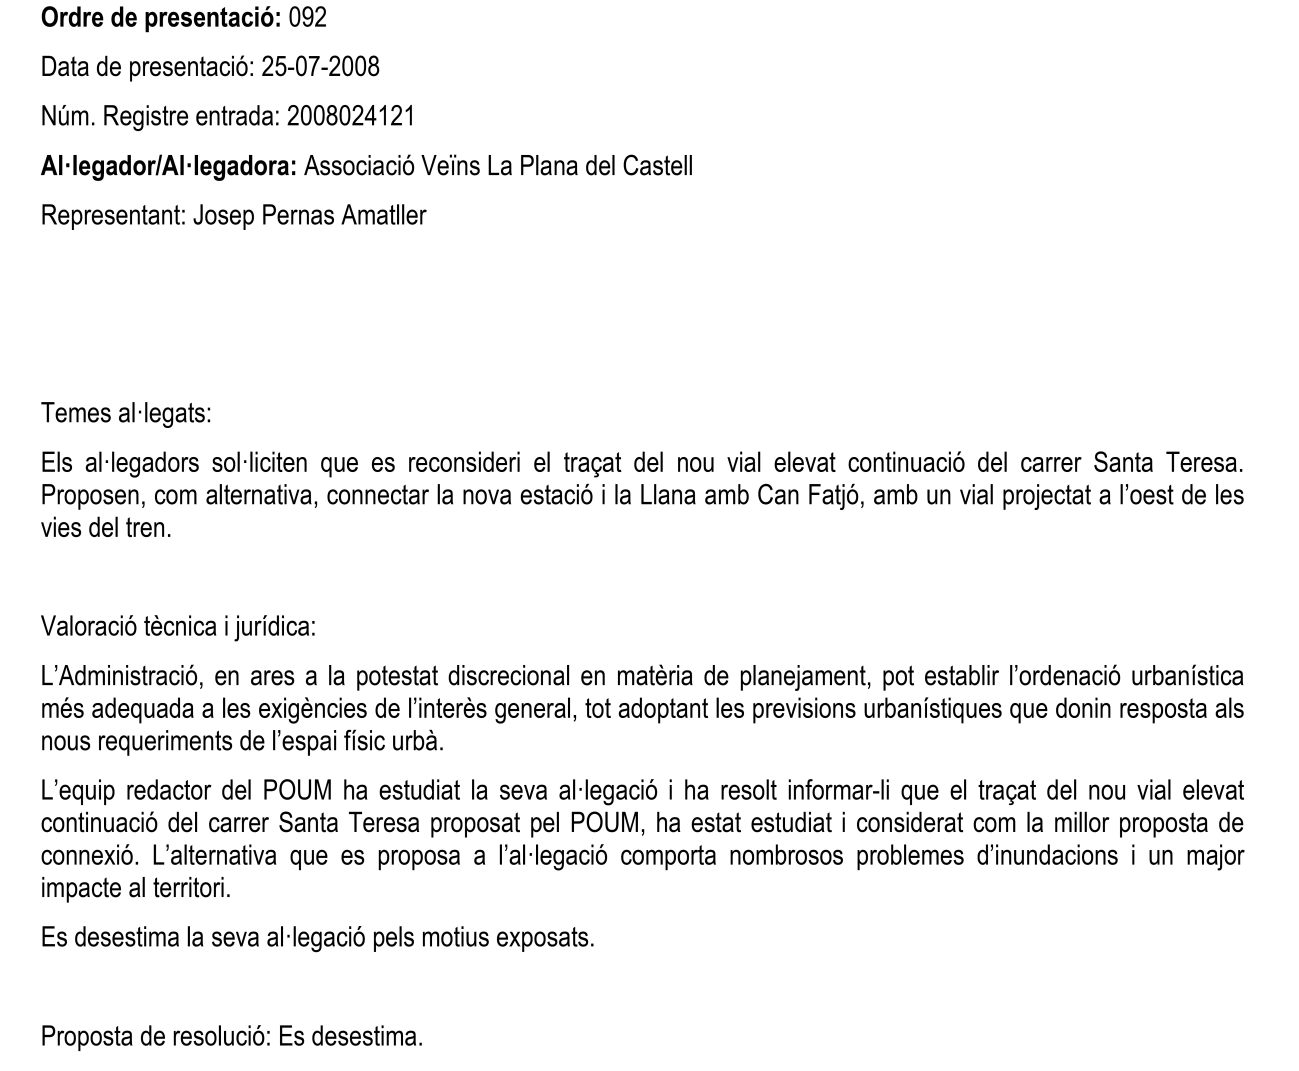 Ordre de presentació: 092
Data de presentació: 25-07-2008
Núm. Registre entrada: 2008024121
Al·legador/Al·legadora: Associació Veïns La Plana del Castell
Representant: Josep Pernas Amatller
Temes al·legats:
Els al·legadors sol·liciten que es reconsideri el traçat del nou vial elevat continuació del carrer Santa Teresa.
Proposen, com alternativa, connectar la nova estació i la Llana amb Can Fatjó, amb un vial projectat a l’oest de les
vies del tren.
Valoració tècnica i jurídica:
L’Administració, en ares a la potestat discrecional en matèria de planejament, pot establir l’ordenació urbanística
més adequada a les exigències de l’interès general, tot adoptant les previsions urbanístiques que donin resposta als
nous requeriments de l’espai físic urbà.
L’equip redactor del POUM ha estudiat la seva al·legació i ha resolt informar-li que el traçat del nou vial elevat
continuació del carrer Santa Teresa proposat pel POUM, ha estat estudiat i considerat com la millor proposta de
connexió. L’alternativa que es proposa a l’al·legació comporta nombrosos problemes d’inundacions i un major
impacte al territori.
Es desestima la seva al·legació pels motius exposats.
Proposta de resolució: Es desestima.